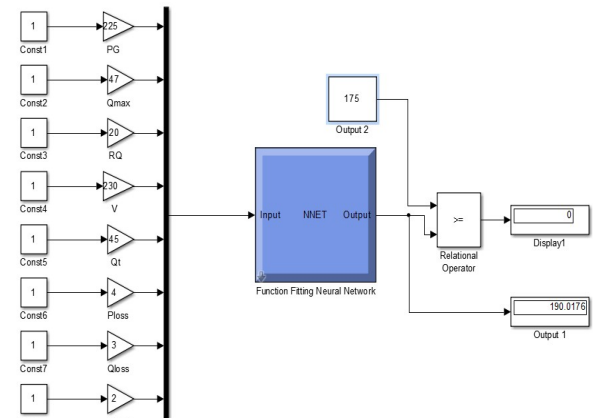 1
225
Const1
PG
1
47
Const2
Qmax
1
20
Const3
RQ
1
230
Const4
V
1
45
Const5
Qt
1
4
Const6
Ploss
1
3
Const7
Qloss
1
2
175
Output 2
Input NNET Output
Function Fitting Neural Network
>=
Relational
Operator
0
Display1
190.0176
Output 1